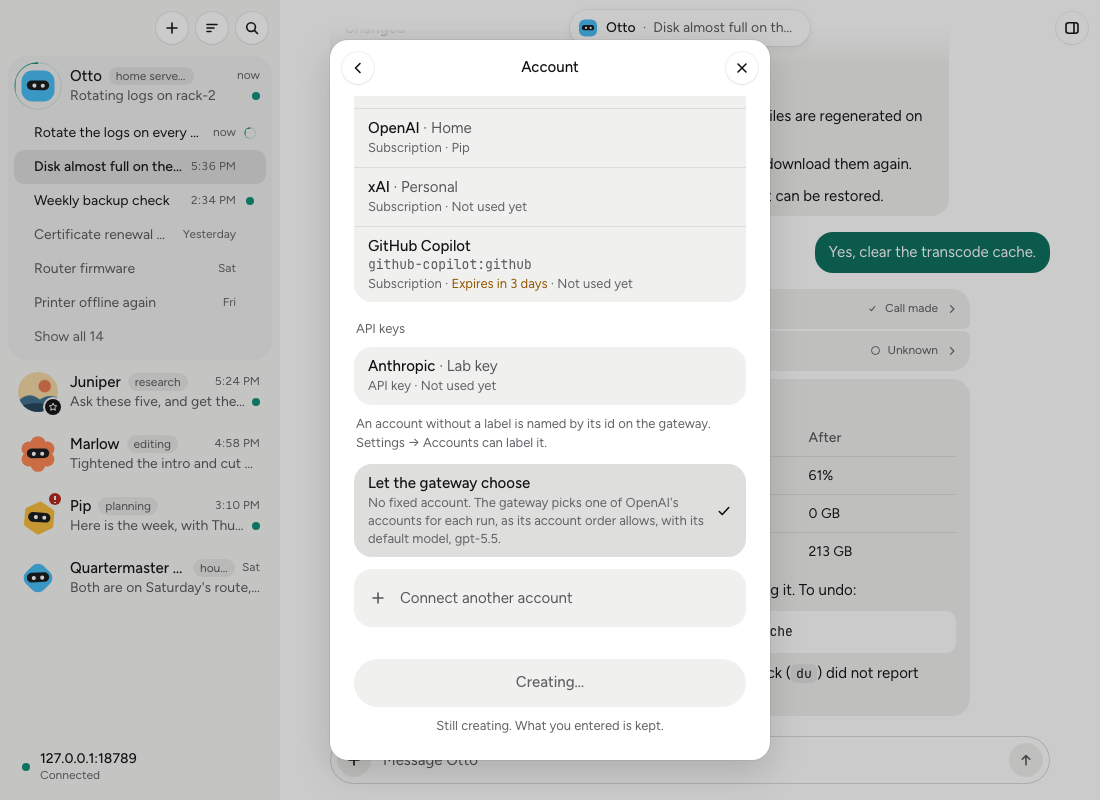 Otto
home serve...
now
Rotating logs on rack-2
Rotate the logs on every ...
now
Disk almost full on the...
5:36 PM
Weekly backup check
2:34 PM
Certificate renewal ...
Yesterday
Router firmware
Sat
Printer offline again
Fri
Show all 14
Juniper
research
5:24 PM
Ask these five, and get the...
Marlow
editing
4:58 PM
Tightened the intro and cut ...
Pip
planning
3:10 PM
Here is the week, with Thu...
Quartermaster ...
hou...
Sat
Both are on Saturday's route,...
127.0.0.1:18789
Connected
Changed
Otto · Disk almost full on th...
iles are regenerated on
download them again.
t can be restored.
Yes, clear the transcode cache.
Call made
Unknown
After
61%
0 GB
213 GB
g it. To undo:
che
ck (du) did not report
Message Otto
Account
OpenAI · Home
Subscription · Pip
xAI · Personal
Subscription · Not used yet
GitHub Copilot
github-copilot:github
Subscription · Expires in 3 days · Not used yet
API keys
Anthropic · Lab key
API key · Not used yet
An account without a label is named by its id on the gateway.
Settings → Accounts can label it.
Let the gateway choose
No fixed account. The gateway picks one of OpenAI's
accounts for each run, as its account order allows, with its
default model, gpt-5.5.
Connect another account
Creating...
Still creating. What you entered is kept.